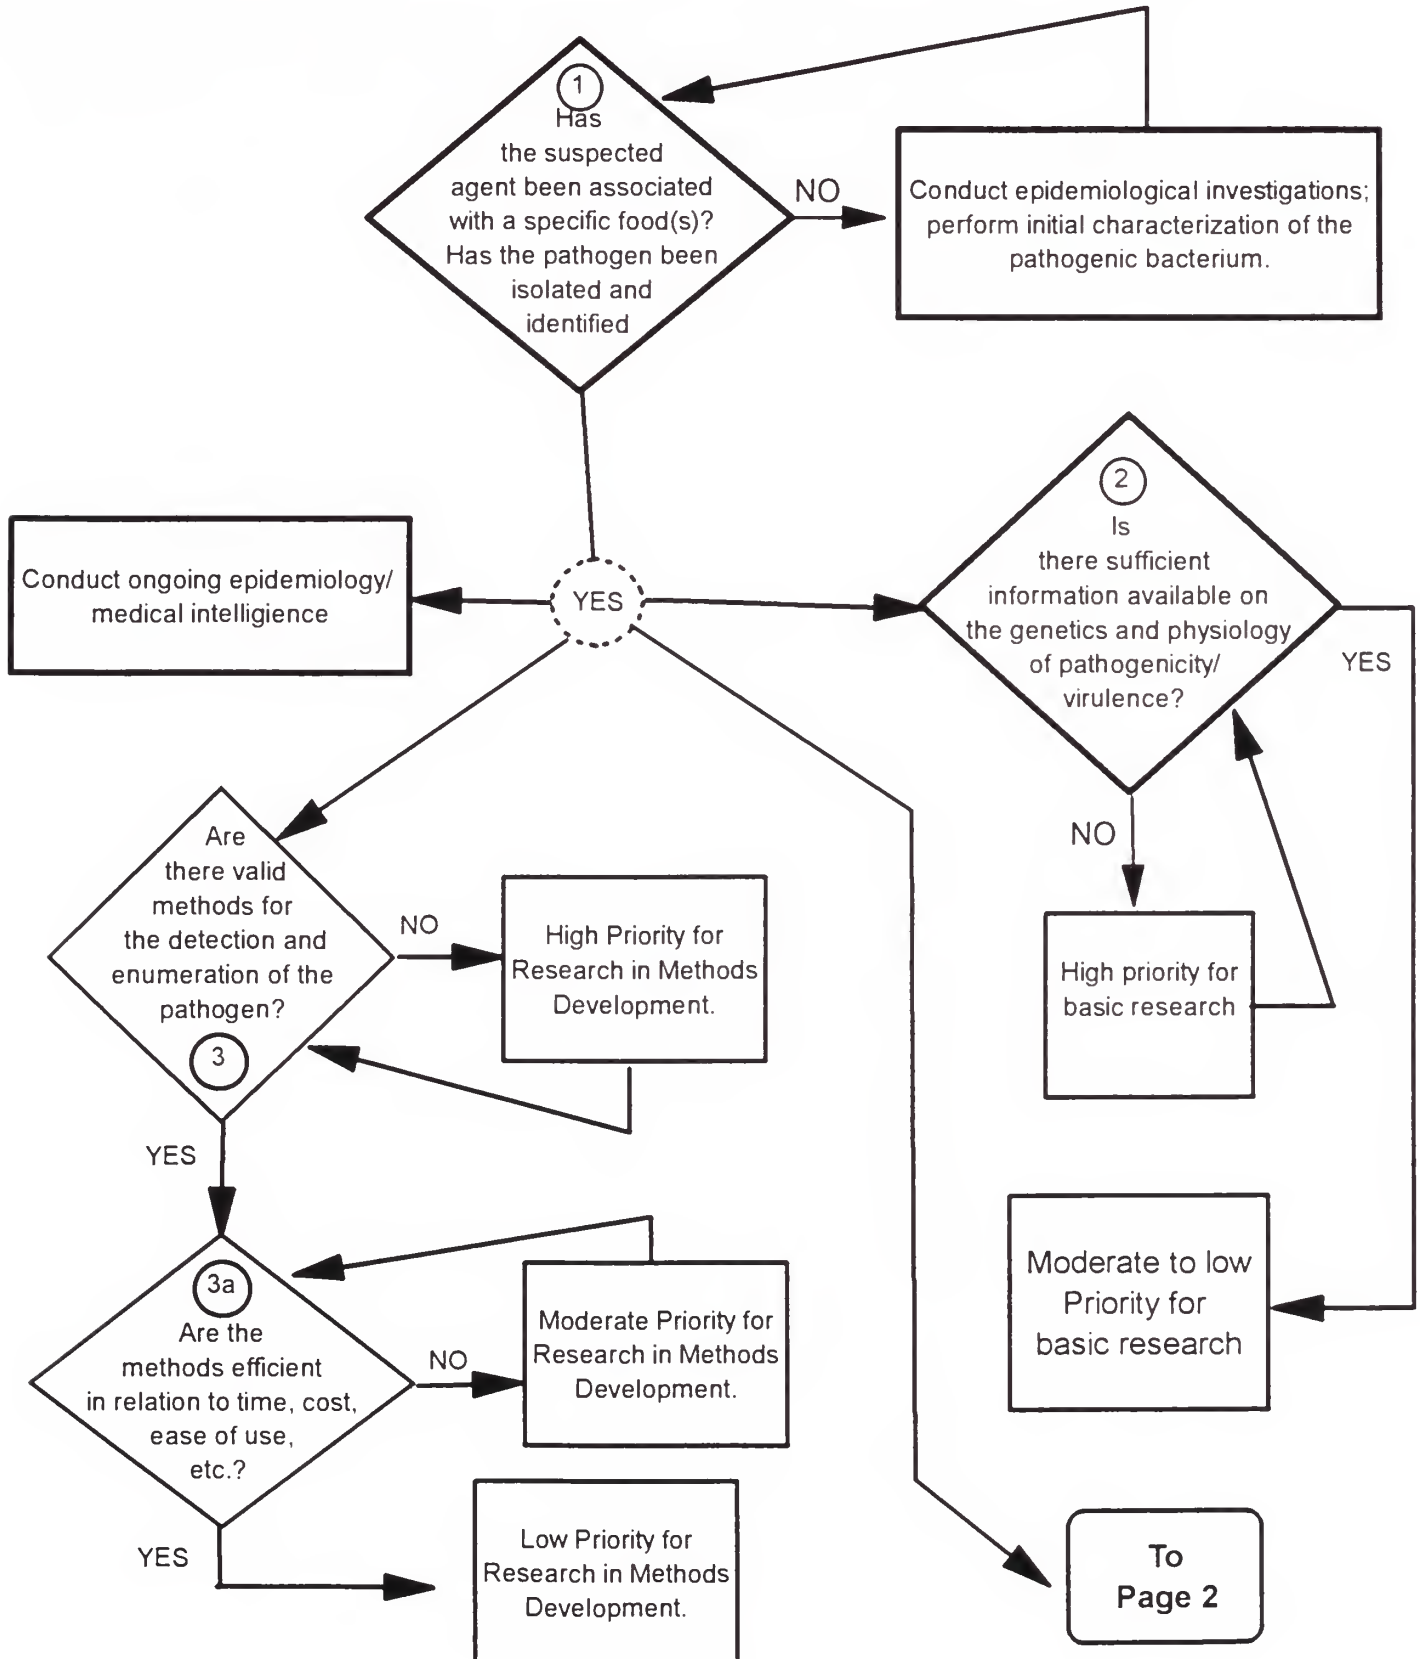 1
Has
the suspected
agent been associated
with a specific food(s)?
Has the pathogen been
isolated and
identified
NO
Conduct epidemiological investigations;
perform initial characterization of the
pathogenic bacterium.
Conduct ongoing epidemiology/
medical intelligience
YES
2
Is
there sufficient
information available on
the genetics and physiology
of pathogenicity/
virulence?
YES
NO
High priority for
basic research
Moderate to low
Priority for
basic research
Are
there valid
methods for
the detection and
enumeration of the
pathogen?
3
NO
High Priority for
Research in Methods
Development.
YES
3a
Are the
methods efficient
in relation to time, cost,
ease of use,
etc.?
NO
Moderate Priority for
Research in Methods
Development.
YES
Low Priority for
Research in Methods
Development.
To
Page 2